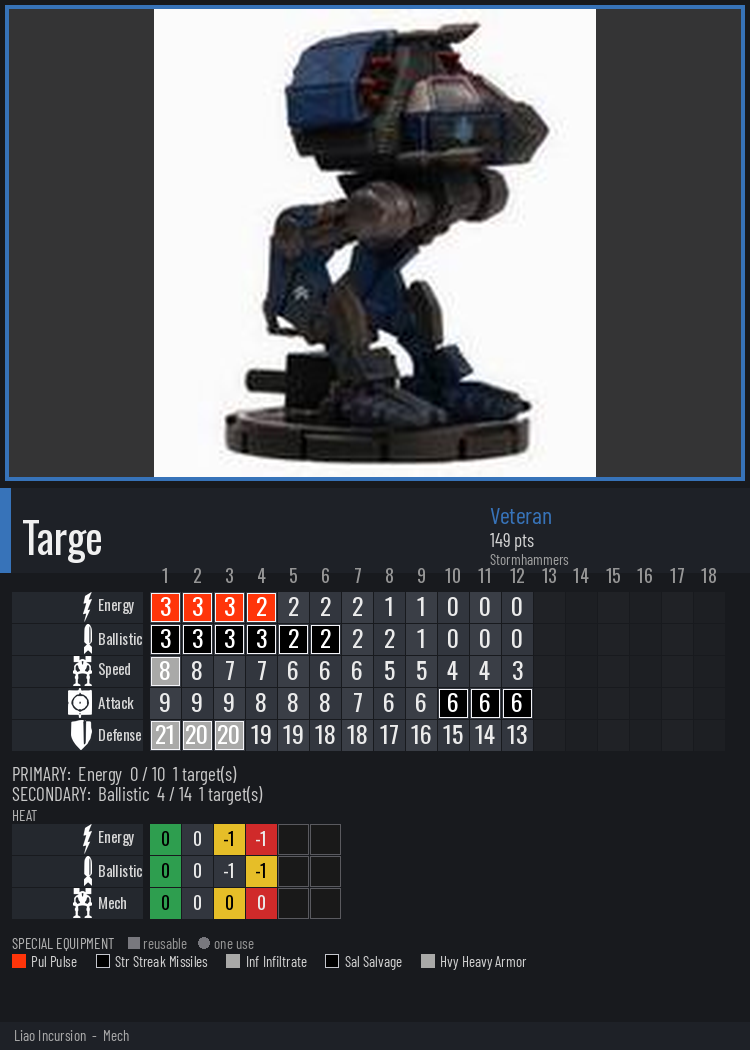 Targe
Veteran
149 pts
Stormhammers
1 2 3 4 5 6 7 8 9 10 11 12 13 14 15 16 17 18
Energy 3 3 3 2 2 2 2 1 1 0 0 0
Ballistic 3 3 3 3 2 2 2 2 1 0 0 0
Speed 8 8 7 7 6 6 6 5 5 4 4 3
Attack 9 9 9 8 8 8 7 6 6 6 6 6
Defense 21 20 20 19 19 18 18 17 16 15 14 13
PRIMARY: Energy 0 / 10 1 target(s)
SECONDARY: Ballistic 4 / 14 1 target(s)
HEAT
Energy 0 0 -1 -1
Ballistic 0 0 -1 -1
Mech 0 0 0 0
SPECIAL EQUIPMENT reusable one use
Pul Pulse Str Streak Missiles Inf Infiltrate Sal Salvage Hvy Heavy Armor
Liao Incursion - Mech